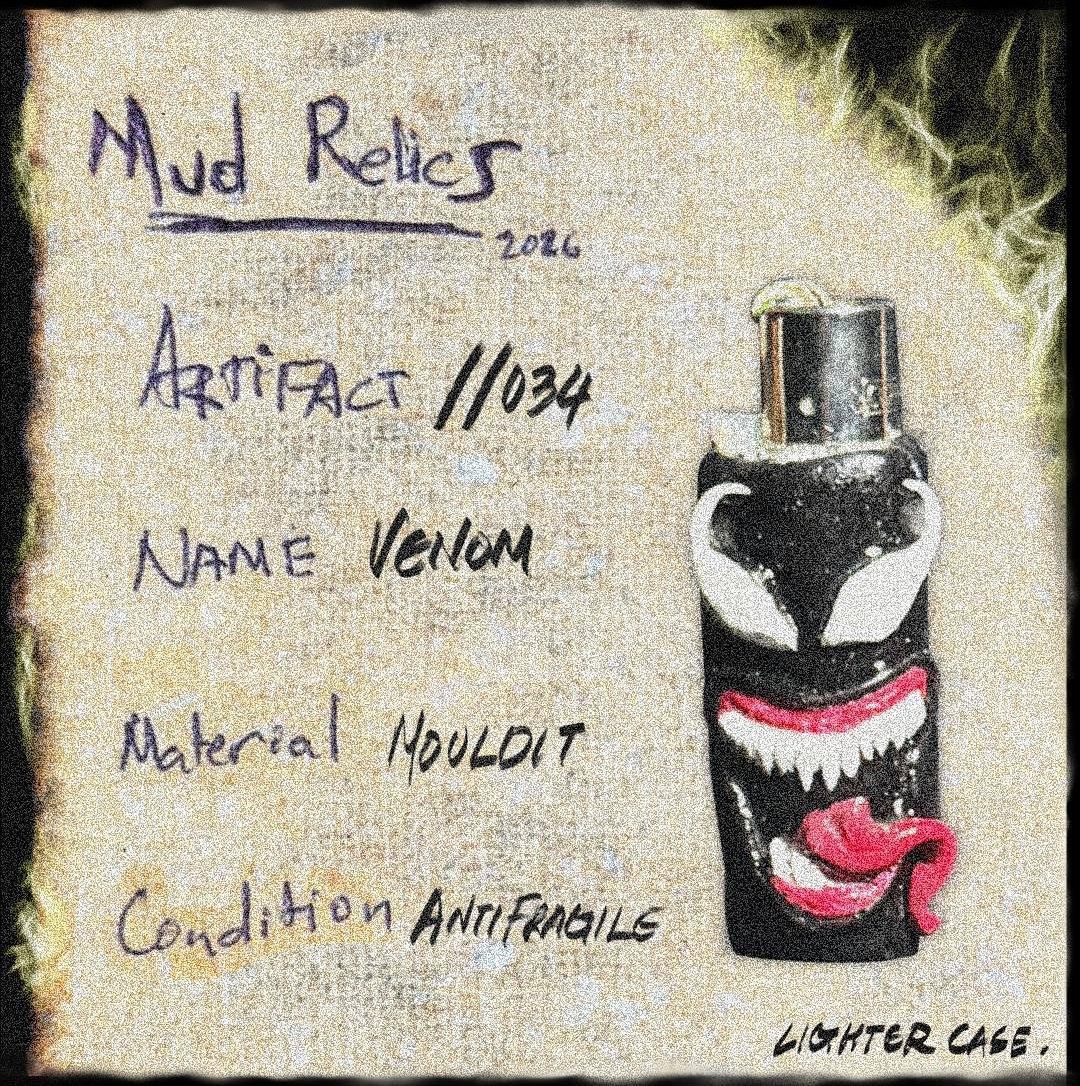 Mud Relics
2026
ARTiFACT //034
NAME VENOM
Material MOULDIT
Condition ANTIFRAGILE
LIGHTER CASE.